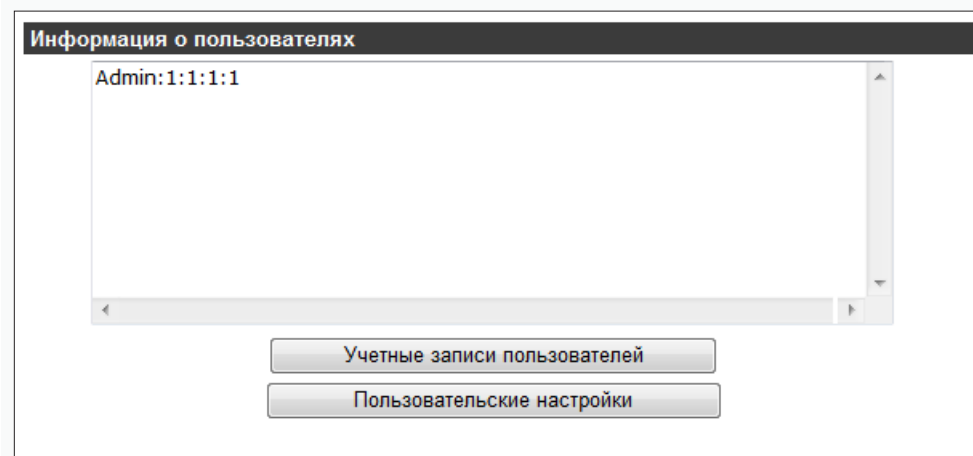 Информация о пользователях
Admin:1:1:1:1
Учетные записи пользователей
Пользовательские настройки